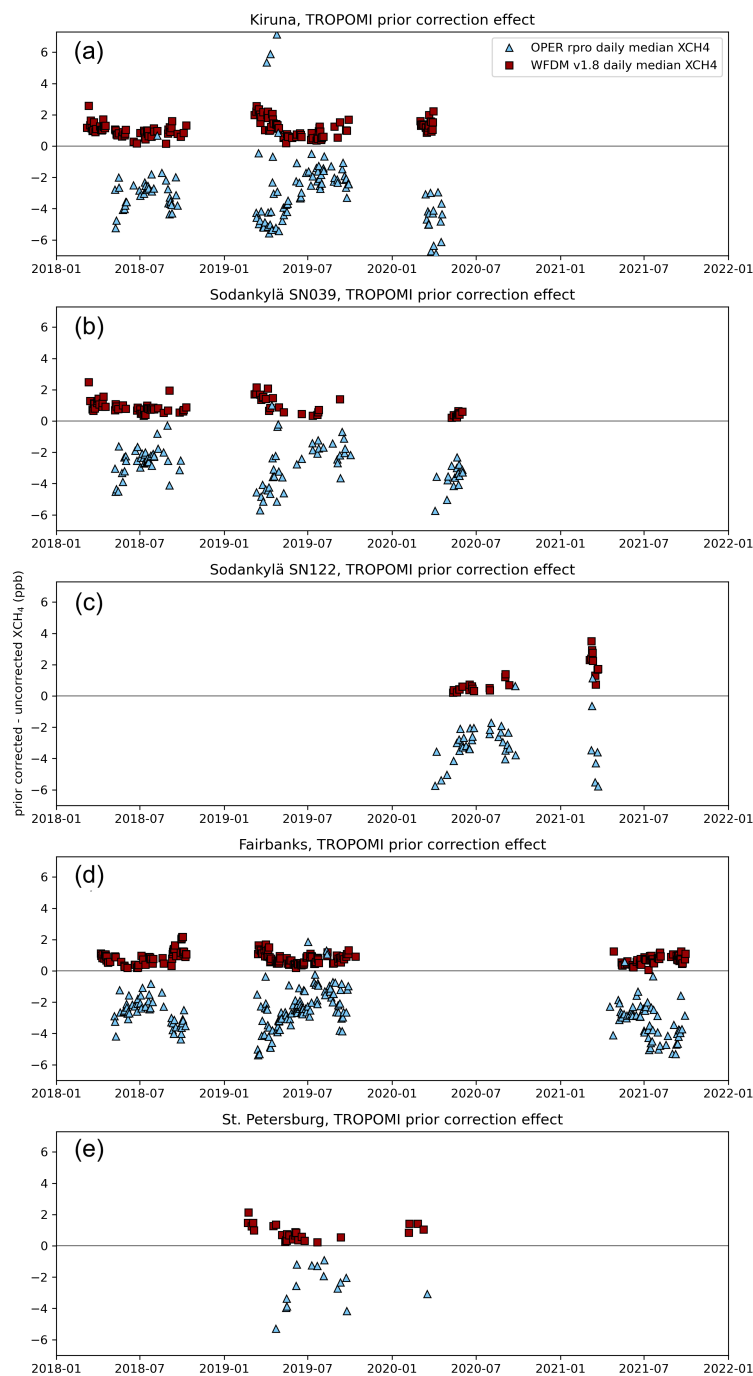 Kiruna, TROPOMI prior correction effect
(a)
OPER rpro daily median XCH4
WFDM v1.8 daily median XCH4
6
4
2
0
−2
−4
−6
2018-01 2018-07 2019-01 2019-07 2020-01 2020-07 2021-01 2021-07 2022-01
Sodankylä SN039, TROPOMI prior correction effect
(b)
6
4
2
0
−2
−4
−6
2018-01 2018-07 2019-01 2019-07 2020-01 2020-07 2021-01 2021-07 2022-01
Sodankylä SN122, TROPOMI prior correction effect
(c)
prior corrected - uncorrected XCH₄ (ppb)
6
4
2
0
−2
−4
−6
2018-01 2018-07 2019-01 2019-07 2020-01 2020-07 2021-01 2021-07 2022-01
Fairbanks, TROPOMI prior correction effect
(d)
6
4
2
0
−2
−4
−6
2018-01 2018-07 2019-01 2019-07 2020-01 2020-07 2021-01 2021-07 2022-01
St. Petersburg, TROPOMI prior correction effect
(e)
6
4
2
0
−2
−4
−6
2018-01 2018-07 2019-01 2019-07 2020-01 2020-07 2021-01 2021-07 2022-01